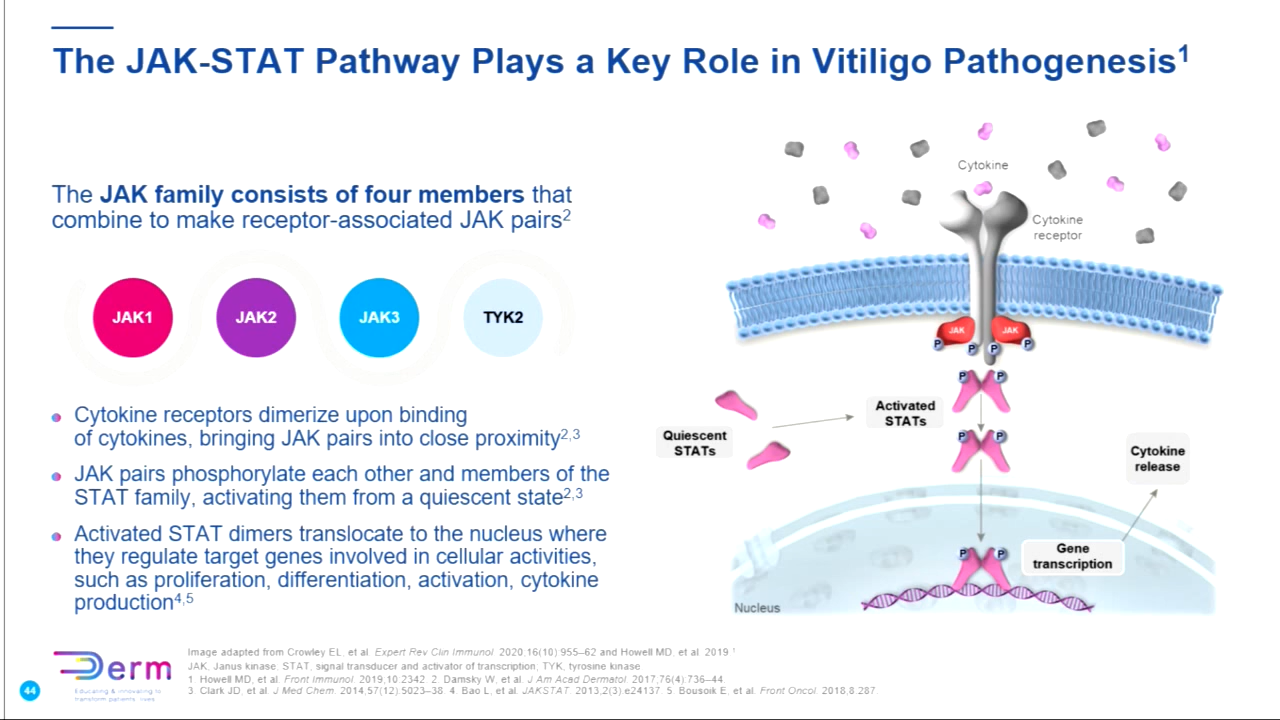 The JAK-STAT Pathway Plays a Key Role in Vitiligo Pathogenesis¹
The JAK family consists of four members that
combine to make receptor-associated JAK pairs²
JAK1
JAK2
JAK3
TYK2
Cytokine receptors dimerize upon binding
of cytokines, bringing JAK pairs into close proximity²,³
JAK pairs phosphorylate each other and members of the
STAT family, activating them from a quiescent state²,³
Activated STAT dimers translocate to the nucleus where
they regulate target genes involved in cellular activities,
such as proliferation, differentiation, activation, cytokine
production⁴,⁵
Cytokine
Cytokine
receptor
JAK
JAK
P
P
P
P
P
P
Activated
STATs
Quiescent
STATs
P
P
Cytokine
release
P
P
Gene
transcription
Nucleus
Derm
Educating & innovating to
transform patients' lives
44
Image adapted from Crowley EL, et al. Expert Rev Clin Immunol. 2020;16(10):955–62 and Howell MD, et al. 2019 ¹
JAK, Janus kinase; STAT, signal transducer and activator of transcription; TYK, tyrosine kinase
1. Howell MD, et al. Front Immunol. 2019;10:2342. 2. Damsky W, et al. J Am Acad Dermatol. 2017;76(4):736–44.
3. Clark JD, et al. J Med Chem. 2014;57(12):5023–38. 4. Bao L, et al. JAKSTAT. 2013;2(3):e24137. 5. Bousoik E, et al. Front Oncol. 2018;8:287.